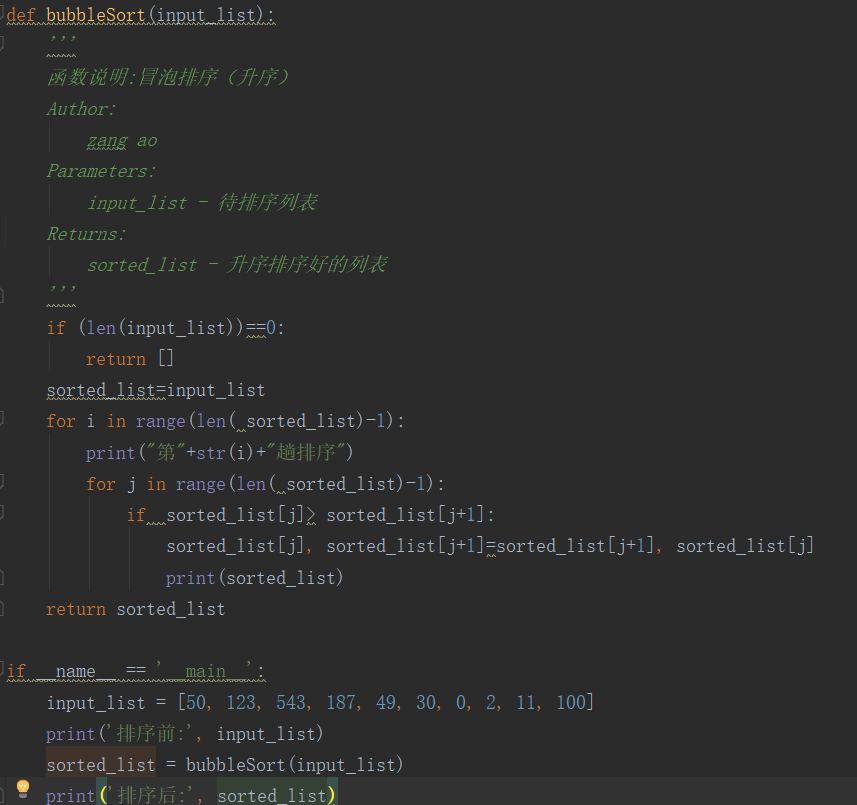 def bubbleSort(input_list):
    '''
    函数说明:冒泡排序（升序）
    Author:
        zang ao
    Parameters:
        input_list - 待排序列表
    Returns:
        sorted_list - 升序排序好的列表
    '''
    if (len(input_list))==0:
        return []
    sorted_list=input_list
    for i in range(len( sorted_list)-1):
        print("第"+str(i)+"趟排序")
        for j in range(len( sorted_list)-1):
            if  sorted_list[j]> sorted_list[j+1]:
                sorted_list[j], sorted_list[j+1]=sorted_list[j+1], sorted_list[j]
                print(sorted_list)
    return sorted_list
if __name__ == '__main__':
    input_list = [50, 123, 543, 187, 49, 30, 0, 2, 11, 100]
    print('排序前:', input_list)
    sorted_list = bubbleSort(input_list)
    print('排序后:', sorted_list)